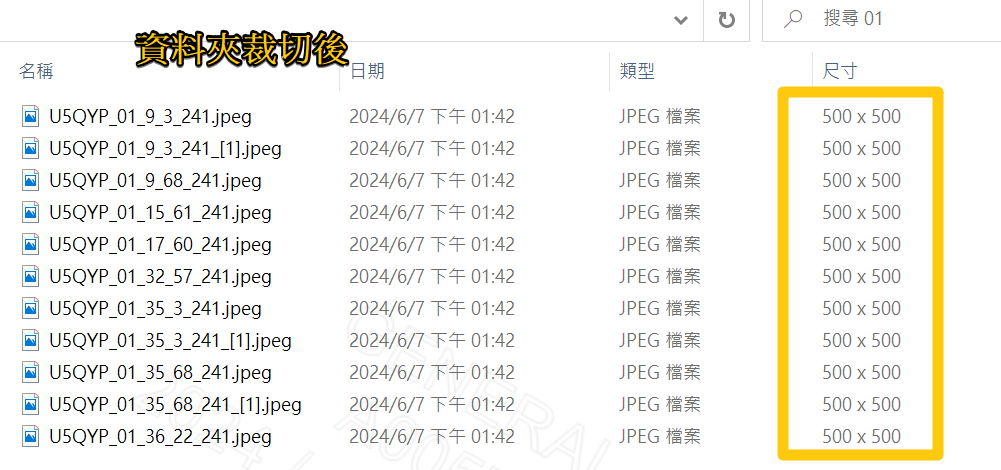 搜尋 01
資料夾裁切後
名稱 日期 類型 尺寸
U5QYP_01_9_3_241.jpeg 2024/6/7 下午 01:42 JPEG 檔案 500 x 500
U5QYP_01_9_3_241_[1].jpeg 2024/6/7 下午 01:42 JPEG 檔案 500 x 500
U5QYP_01_9_68_241.jpeg 2024/6/7 下午 01:42 JPEG 檔案 500 x 500
U5QYP_01_15_61_241.jpeg 2024/6/7 下午 01:42 JPEG 檔案 500 x 500
U5QYP_01_17_60_241.jpeg 2024/6/7 下午 01:42 JPEG 檔案 500 x 500
U5QYP_01_32_57_241.jpeg 2024/6/7 下午 01:42 JPEG 檔案 500 x 500
U5QYP_01_35_3_241.jpeg 2024/6/7 下午 01:42 JPEG 檔案 500 x 500
U5QYP_01_35_3_241_[1].jpeg 2024/6/7 下午 01:42 JPEG 檔案 500 x 500
U5QYP_01_35_68_241.jpeg 2024/6/7 下午 01:42 JPEG 檔案 500 x 500
U5QYP_01_35_68_241_[1].jpeg 2024/6/7 下午 01:42 JPEG 檔案 500 x 500
U5QYP_01_36_22_241.jpeg 2024/6/7 下午 01:42 JPEG 檔案 500 x 500
GENERAL